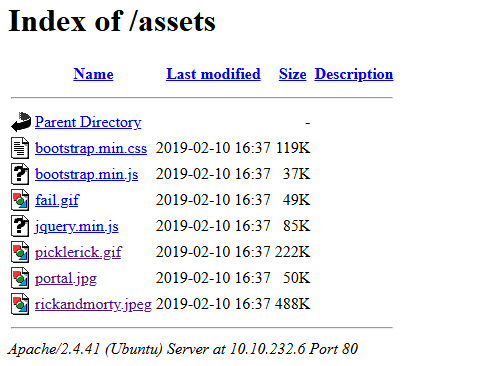 Index of /assets
Name Last modified Size Description
Parent Directory -
bootstrap.min.css 2019-02-10 16:37 119K
bootstrap.min.js 2019-02-10 16:37 37K
fail.gif 2019-02-10 16:37 49K
jquery.min.js 2019-02-10 16:37 85K
picklerick.gif 2019-02-10 16:37 222K
portal.jpg 2019-02-10 16:37 50K
rickandmorty.jpeg 2019-02-10 16:37 488K
Apache/2.4.41 (Ubuntu) Server at 10.10.232.6 Port 80